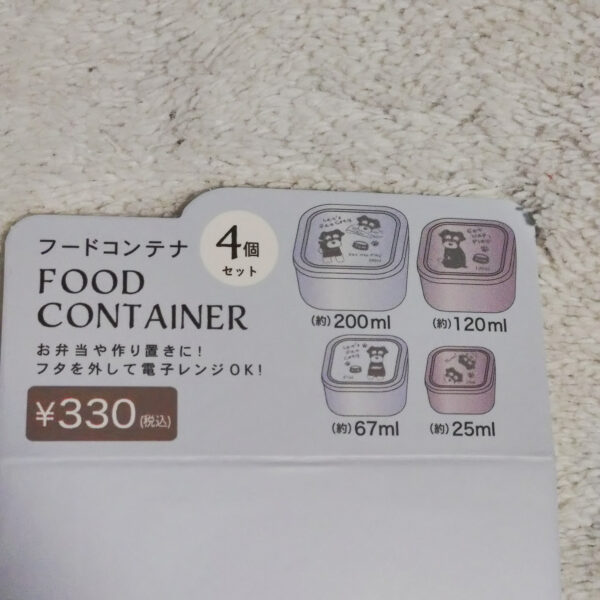 フードコンテナ
4個
セット
FOOD
CONTAINER
お弁当や作り置きに!
フタを外して電子レンジOK!
¥330(税込)
(約)200ml
(約)120ml
(約)67ml
(約)25ml